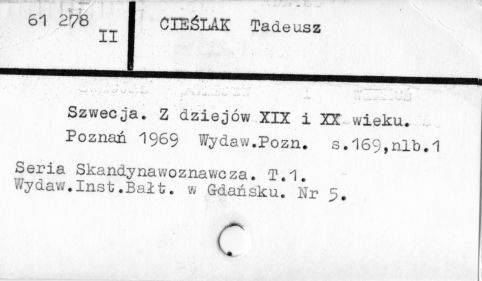 61 278
II
CIEŚLAK Tadeusz
Szwecja. Z dziejów XIX i XX wieku.
Poznań 1969 Wydaw.Pozn. s.169,nlb.1
Seria Skandynawoznawcza. T.1.
Wydaw.Inst.Bałt. w Gdańsku. Nr 5.